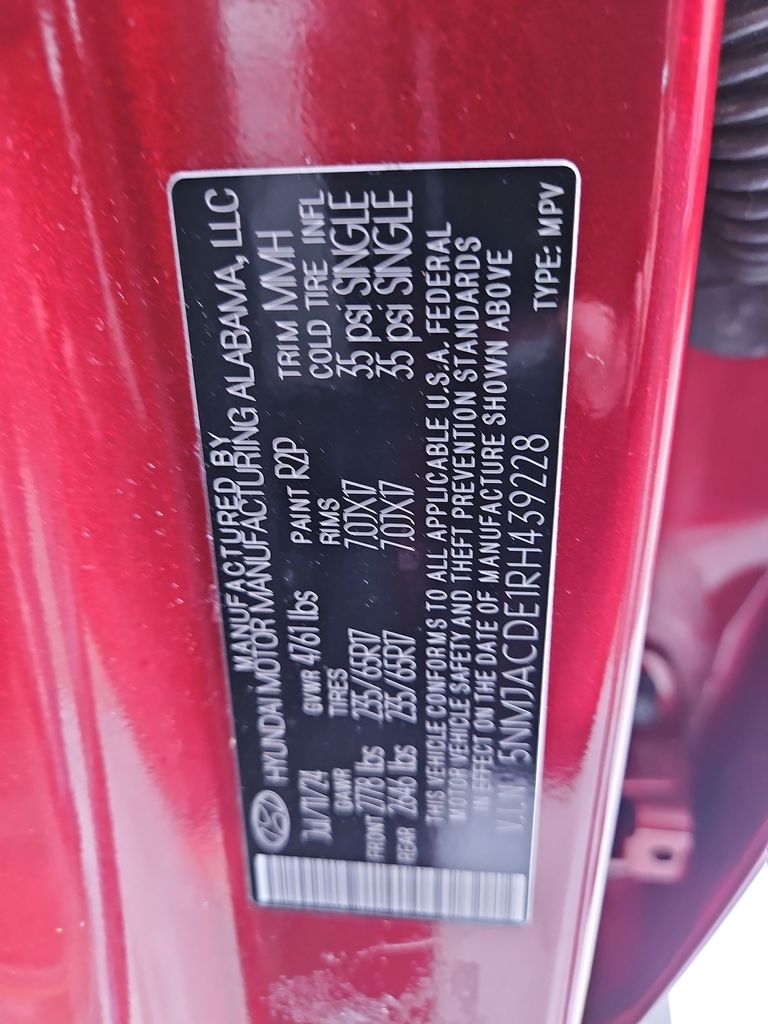 MANUFACTURED BY
HYUNDAI MOTOR MANUFACTURING ALABAMA, LLC
JUL/11/24 GVWR 4761 lbs PAINT R2P TRIM MMH
GAWR TIRES RIMS COLD TIRE INFL
FRONT 2778 lbs 235/65R17 7.0JX17 35 psi SINGLE
REAR 2646 lbs 235/65R17 7.0JX17 35 psi SINGLE
THIS VEHICLE CONFORMS TO ALL APPLICABLE U.S.A. FEDERAL
MOTOR VEHICLE SAFETY AND THEFT PREVENTION STANDARDS
IN EFFECT ON THE DATE OF MANUFACTURE SHOWN ABOVE
V.I.N: 5NMJACDE1RH439228 TYPE: MPV